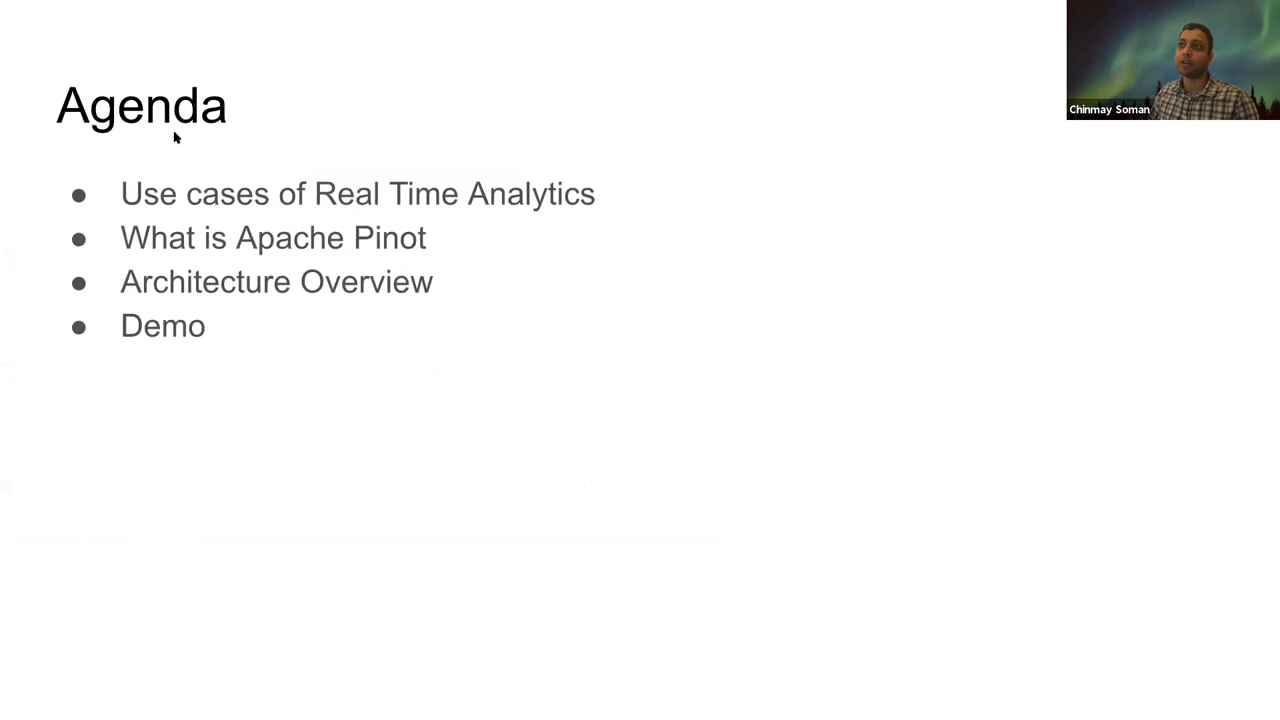 Agenda
Chinmay Soman
● Use cases of Real Time Analytics
● What is Apache Pinot
● Architecture Overview
● Demo